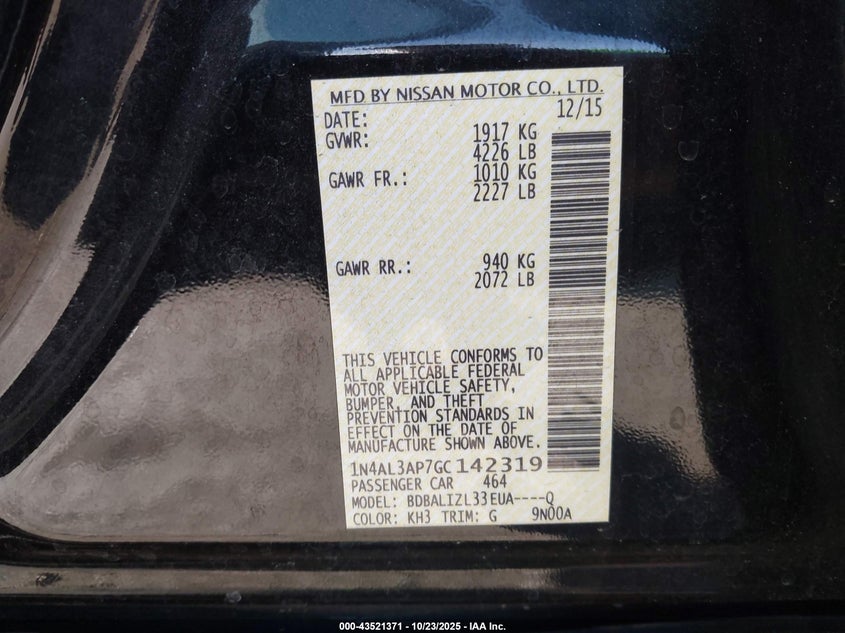 MFD BY NISSAN MOTOR CO., LTD.
DATE: 12/15
GVWR: 1917 KG
4226 LB
GAWR FR.: 1010 KG
2227 LB
GAWR RR.: 940 KG
2072 LB
THIS VEHICLE CONFORMS TO
ALL APPLICABLE FEDERAL
MOTOR VEHICLE SAFETY,
BUMPER, AND THEFT
PREVENTION STANDARDS IN
EFFECT ON THE DATE OF
MANUFACTURE SHOWN ABOVE.
1N4AL3AP7GC142319
PASSENGER CAR 464
MODEL: BDBALIZL33EUA----Q
COLOR: KH3 TRIM: G 9N00A
000-43521371 - 10/23/2025 - IAA Inc.